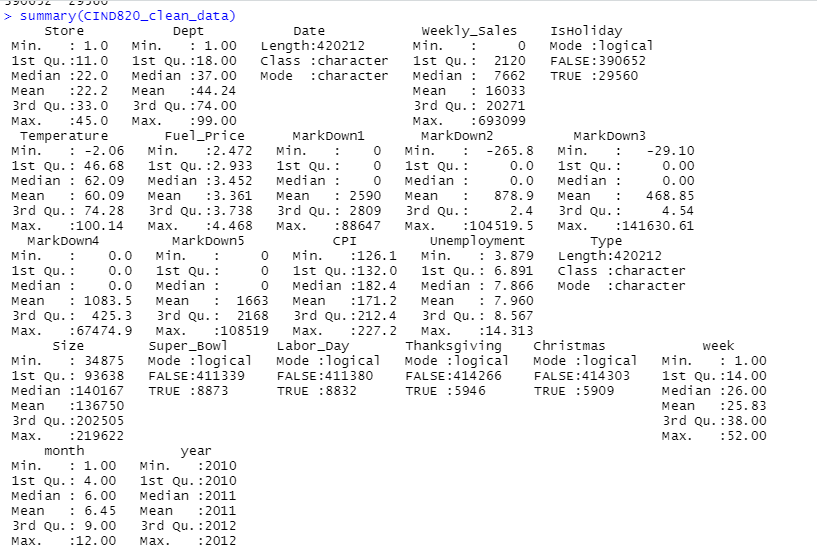 > summary(CIND820_clean_data)
Store Dept Date Weekly_Sales IsHoliday
Min. : 1.0 Min. : 1.00 Length:420212 Min. : 0 Mode :logical
1st Qu.:11.0 1st Qu.:18.00 Class :character 1st Qu.: 2120 FALSE:390652
Median :22.0 Median :37.00 Mode :character Median : 7662 TRUE :29560
Mean :22.2 Mean :44.24 Mean : 16033
3rd Qu.:33.0 3rd Qu.:74.00 3rd Qu.: 20271
Max. :45.0 Max. :99.00 Max. :693099
Temperature Fuel_Price MarkDown1 MarkDown2 MarkDown3
Min. : -2.06 Min. :2.472 Min. : 0 Min. : -265.8 Min. : -29.10
1st Qu.: 46.68 1st Qu.:2.933 1st Qu.: 0 1st Qu.: 0.0 1st Qu.: 0.00
Median : 62.09 Median :3.452 Median : 0 Median : 0.0 Median : 0.00
Mean : 60.09 Mean :3.361 Mean : 2590 Mean : 878.9 Mean : 468.85
3rd Qu.: 74.28 3rd Qu.:3.738 3rd Qu.: 2809 3rd Qu.: 2.4 3rd Qu.: 4.54
Max. :100.14 Max. :4.468 Max. :88647 Max. :104519.5 Max. :141630.61
MarkDown4 MarkDown5 CPI Unemployment Type
Min. : 0.0 Min. : 0 Min. :126.1 Min. : 3.879 Length:420212
1st Qu.: 0.0 1st Qu.: 0 1st Qu.:132.0 1st Qu.: 6.891 Class :character
Median : 0.0 Median : 0 Median :182.4 Median : 7.866 Mode :character
Mean : 1083.5 Mean : 1663 Mean :171.2 Mean : 7.960
3rd Qu.: 425.3 3rd Qu.: 2168 3rd Qu.:212.4 3rd Qu.: 8.567
Max. :67474.9 Max. :108519 Max. :227.2 Max. :14.313
Size Super_Bowl Labor_Day Thanksgiving Christmas week
Min. : 34875 Mode :logical Mode :logical Mode :logical Mode :logical Min. : 1.00
1st Qu.: 93638 FALSE:411339 FALSE:411380 FALSE:414266 FALSE:414303 1st Qu.:14.00
Median :140167 TRUE :8873 TRUE :8832 TRUE :5946 TRUE :5909 Median :26.00
Mean :136750 Mean :25.83
3rd Qu.:202505 3rd Qu.:38.00
Max. :219622 Max. :52.00
month year
Min. : 1.00 Min. :2010
1st Qu.: 4.00 1st Qu.:2010
Median : 6.00 Median :2011
Mean : 6.45 Mean :2011
3rd Qu.: 9.00 3rd Qu.:2012
Max. :12.00 Max. :2012